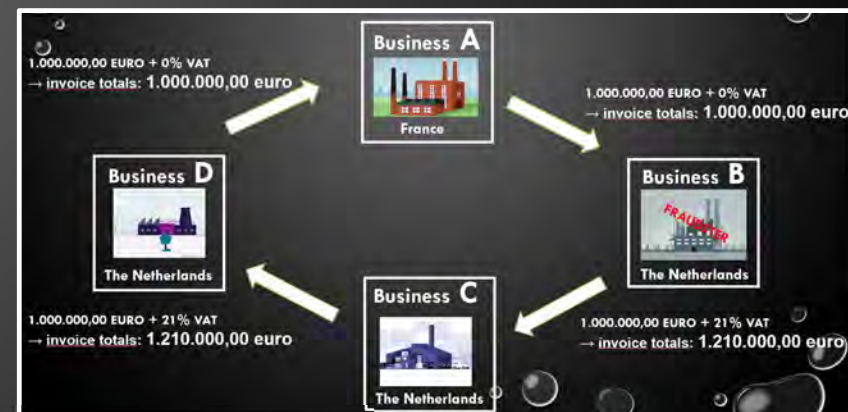 1.000.000,00 EURO + 0% VAT
→ invoice totals: 1.000.000,00 euro
Business A
France
1.000.000,00 EURO + 0% VAT
→ invoice totals: 1.000.000,00 euro
Business D
The Netherlands
Business B
FRAUDSTER
The Netherlands
1.000.000,00 EURO + 21% VAT
→ invoice totals: 1.210.000,00 euro
Business C
The Netherlands
1.000.000,00 EURO + 21% VAT
→ invoice totals: 1.210.000,00 euro